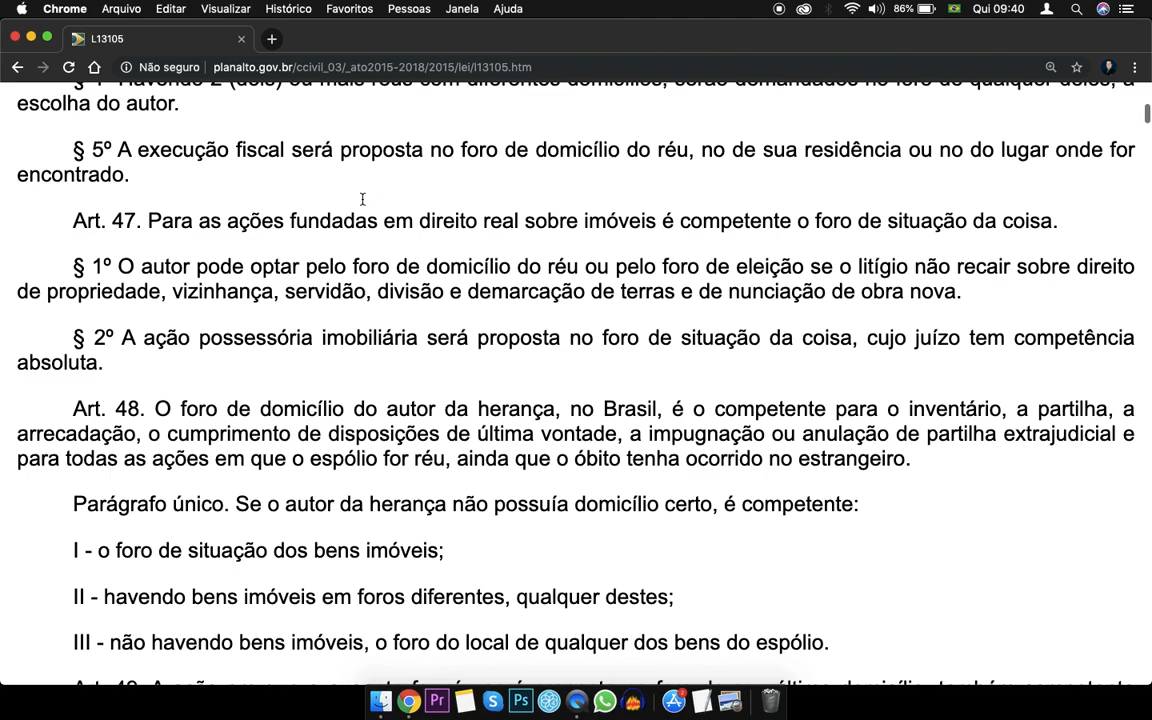 Chrome Arquivo Editar Visualizar Histórico Favoritos Pessoas Janela Ajuda 86% Qui 09:40
L13105
Não seguro planalto.gov.br/ccivil_03/_ato2015-2018/2015/lei/l13105.htm
escolha do autor.
§ 5º A execução fiscal será proposta no foro de domicílio do réu, no de sua residência ou no do lugar onde for
encontrado.
Art. 47. Para as ações fundadas em direito real sobre imóveis é competente o foro de situação da coisa.
§ 1º O autor pode optar pelo foro de domicílio do réu ou pelo foro de eleição se o litígio não recair sobre direito
de propriedade, vizinhança, servidão, divisão e demarcação de terras e de nunciação de obra nova.
§ 2º A ação possessória imobiliária será proposta no foro de situação da coisa, cujo juízo tem competência
absoluta.
Art. 48. O foro de domicílio do autor da herança, no Brasil, é o competente para o inventário, a partilha, a
arrecadação, o cumprimento de disposições de última vontade, a impugnação ou anulação de partilha extrajudicial e
para todas as ações em que o espólio for réu, ainda que o óbito tenha ocorrido no estrangeiro.
Parágrafo único. Se o autor da herança não possuía domicílio certo, é competente:
I - o foro de situação dos bens imóveis;
II - havendo bens imóveis em foros diferentes, qualquer destes;
III - não havendo bens imóveis, o foro do local de qualquer dos bens do espólio.
Pr Ps 2